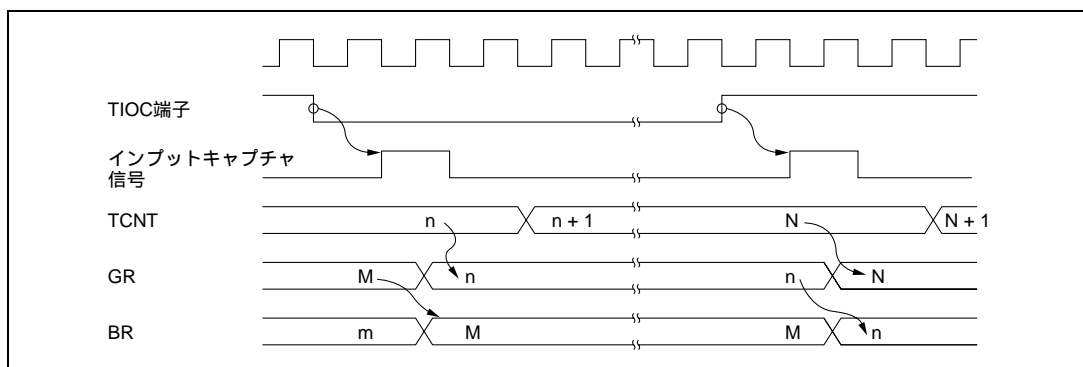 TIOC端子
インプットキャプチャ
信号
TCNT n n + 1 N N + 1
GR M n n N
BR m M M n